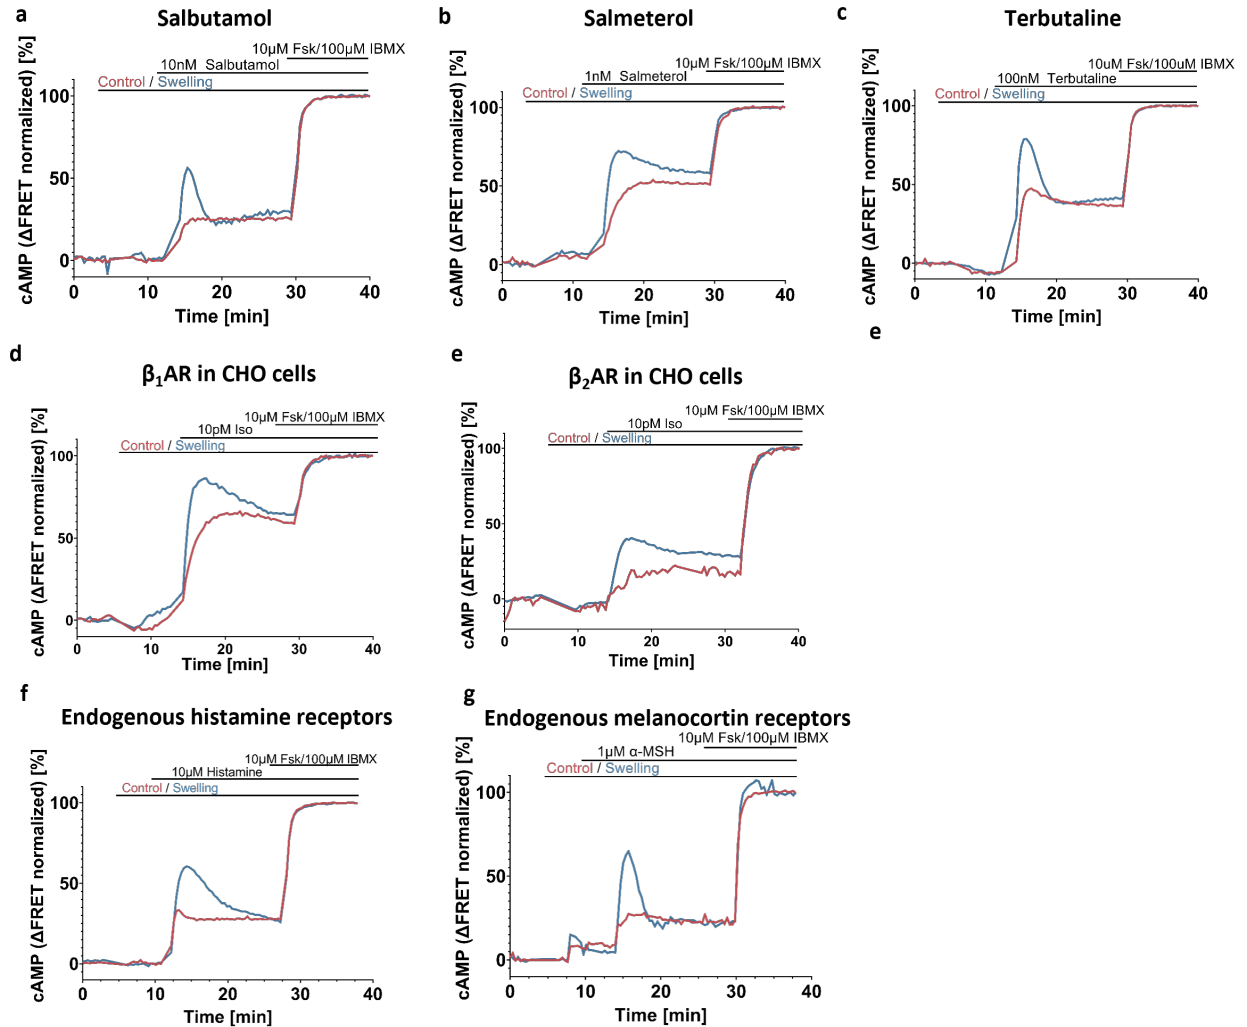 a
Salbutamol
10µM Fsk/100µM IBMX
10nM Salbutamol
Control / Swelling
cAMP (ΔFRET normalized) [%]
100
50
0
0 10 20 30 40
Time [min]
b
Salmeterol
10µM Fsk/100µM IBMX
1nM Salmeterol
Control / Swelling
cAMP (ΔFRET normalized) [%]
100
50
0
0 10 20 30 40
Time [min]
c
Terbutaline
10uM Fsk/100uM IBMX
100nM Terbutaline
Control / Swelling
cAMP (ΔFRET normalized) [%]
100
50
0
0 10 20 30 40
Time [min]
e
d
β1AR in CHO cells
10µM Fsk/100µM IBMX
10pM Iso
Control / Swelling
cAMP (ΔFRET normalized) [%]
100
50
0
0 10 20 30 40
Time [min]
e
β2AR in CHO cells
10µM Fsk/100µM IBMX
10pM Iso
Control / Swelling
cAMP (ΔFRET normalized) [%]
100
50
0
0 10 20 30 40
Time [min]
f
Endogenous histamine receptors
10µM Fsk/100µM IBMX
10µM Histamine
Control / Swelling
cAMP (ΔFRET normalized) [%]
100
50
0
0 10 20 30 40
Time [min]
g
Endogenous melanocortin receptors
10µM Fsk/100µM IBMX
1µM α-MSH
Control / Swelling
cAMP (ΔFRET normalized) [%]
100
50
0
0 10 20 30 40
Time [min]